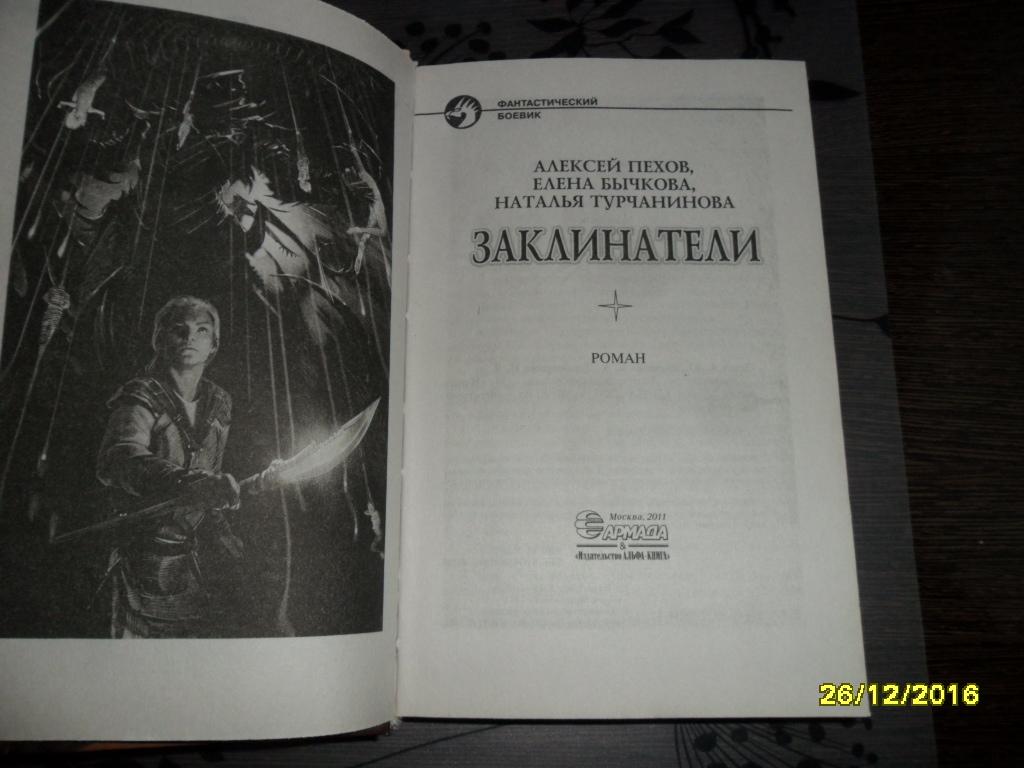 ФАНТАСТИЧЕСКИЙ
БОЕВИК
АЛЕКСЕЙ ПЕХОВ,
ЕЛЕНА БЫЧКОВА,
НАТАЛЬЯ ТУРЧАНИНОВА
ЗАКЛИНАТЕЛИ
РОМАН
Москва, 2011
АРМАДА
&
«Издательство АЛЬФА-КНИГА»
26/12/2016